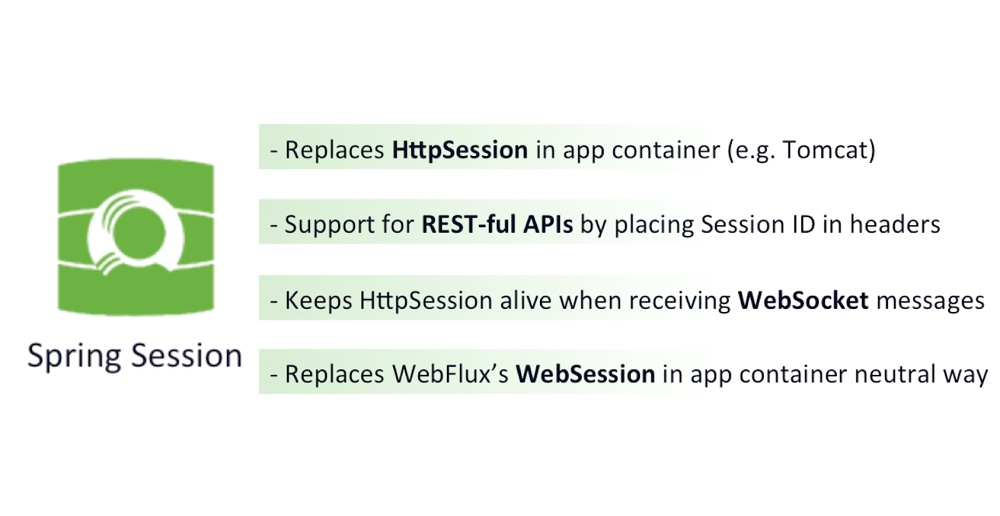 - Replaces HttpSession in app container (e.g. Tomcat)
- Support for REST-ful APIs by placing Session ID in headers
- Keeps HttpSession alive when receiving WebSocket messages
Spring Session
- Replaces WebFlux’s WebSession in app container neutral way